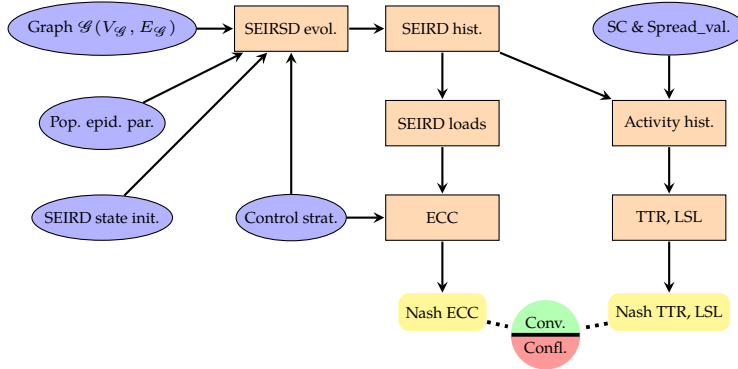 Graph 𝒢(V𝒢, E𝒢)
SEIRSD evol.
SEIRD hist.
SC & Spread_val.
Pop. epid. par.
SEIRD loads
Activity hist.
SEIRD state init.
Control strat.
ECC
TTR, LSL
Nash ECC
Conv.
Confl.
Nash TTR, LSL